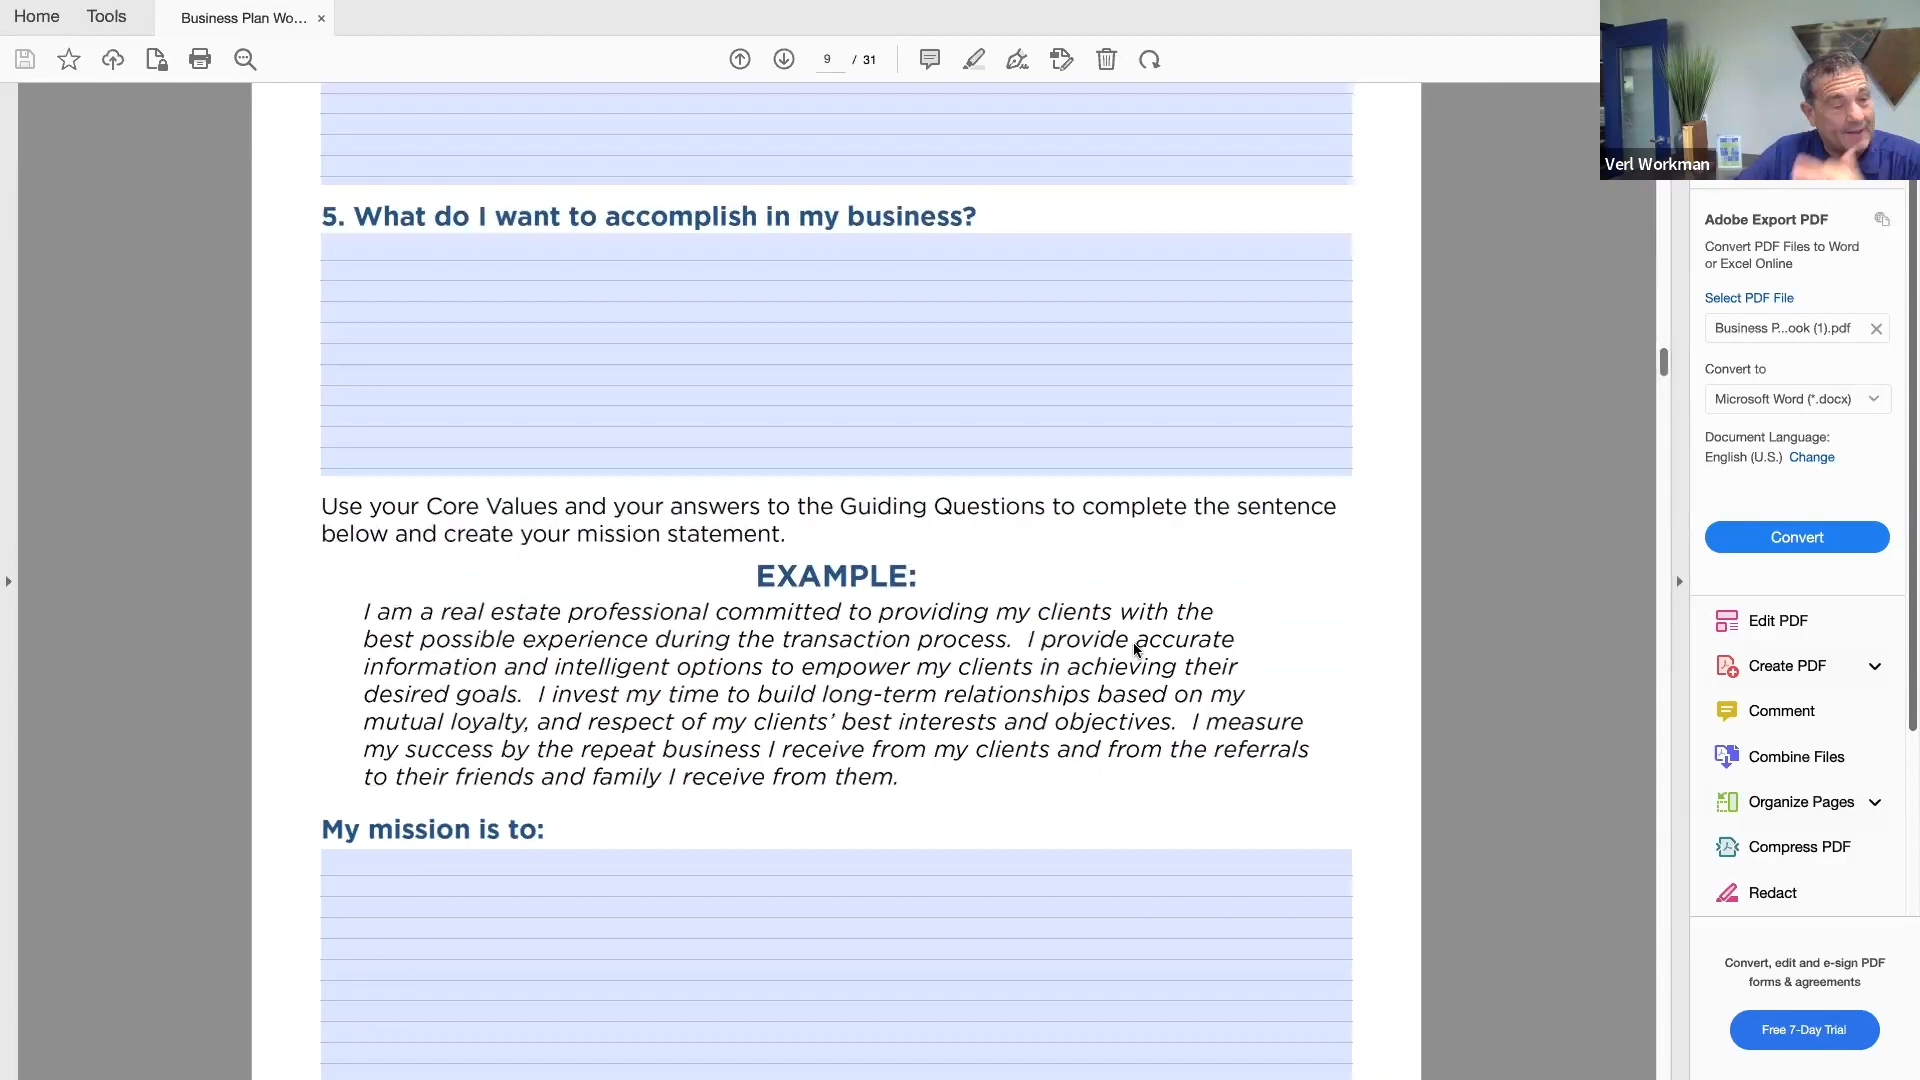 Home
Tools
Business Plan Wo...
9 / 31
Verl Workman
5. What do I want to accomplish in my business?
Use your Core Values and your answers to the Guiding Questions to complete the sentence
below and create your mission statement.
EXAMPLE:
I am a real estate professional committed to providing my clients with the
best possible experience during the transaction process. I provide accurate
information and intelligent options to empower my clients in achieving their
desired goals. I invest my time to build long-term relationships based on my
mutual loyalty, and respect of my clients’ best interests and objectives. I measure
my success by the repeat business I receive from my clients and from the referrals
to their friends and family I receive from them.
My mission is to:
Adobe Export PDF
Convert PDF Files to Word
or Excel Online
Select PDF File
Business P...ook (1).pdf
Convert to
Microsoft Word (*.docx)
Document Language:
English (U.S.) Change
Convert
Edit PDF
Create PDF
Comment
Combine Files
Organize Pages
Compress PDF
Redact
Convert, edit and e-sign PDF
forms & agreements
Free 7-Day Trial